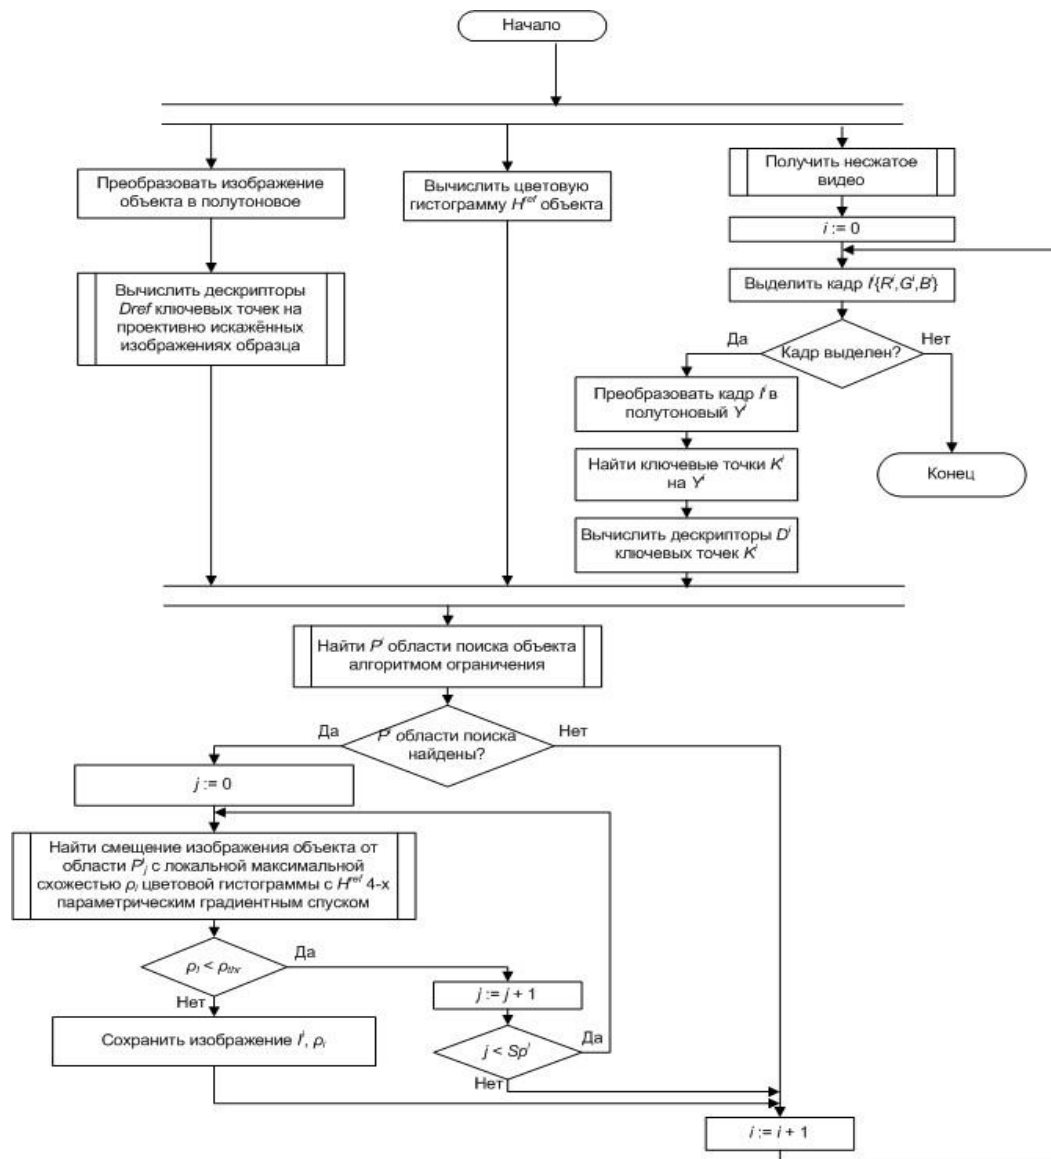 Начало
Преобразовать изображение
объекта в полутоновое
Вычислить дескрипторы
Dref ключевых точек на
проективно искажённых
изображениях образца
Вычислить цветовую
гистограмму H^ref объекта
Получить несжатое
видео
i := 0
Выделить кадр I^i{R^i,G^i,B^i}
Кадр выделен?
Да
Нет
Преобразовать кадр I^i в
полутоновый Y^i
Найти ключевые точки K^i
на Y^i
Вычислить дескрипторы D^i
ключевых точек K^i
Конец
Найти P^i области поиска объекта
алгоритмом ограничения
P^i области поиска
найдены?
Да
Нет
j := 0
Найти смещение изображения объекта от
области P^i_j с локальной максимальной
схожестью ρ_i цветовой гистограммы с H^ref 4-х
параметрическим градиентным спуском
ρ_i < ρ_thr
Да
Нет
Сохранить изображение I^i, ρ_i
j := j + 1
j < Sp^i
Да
Нет
i := i + 1